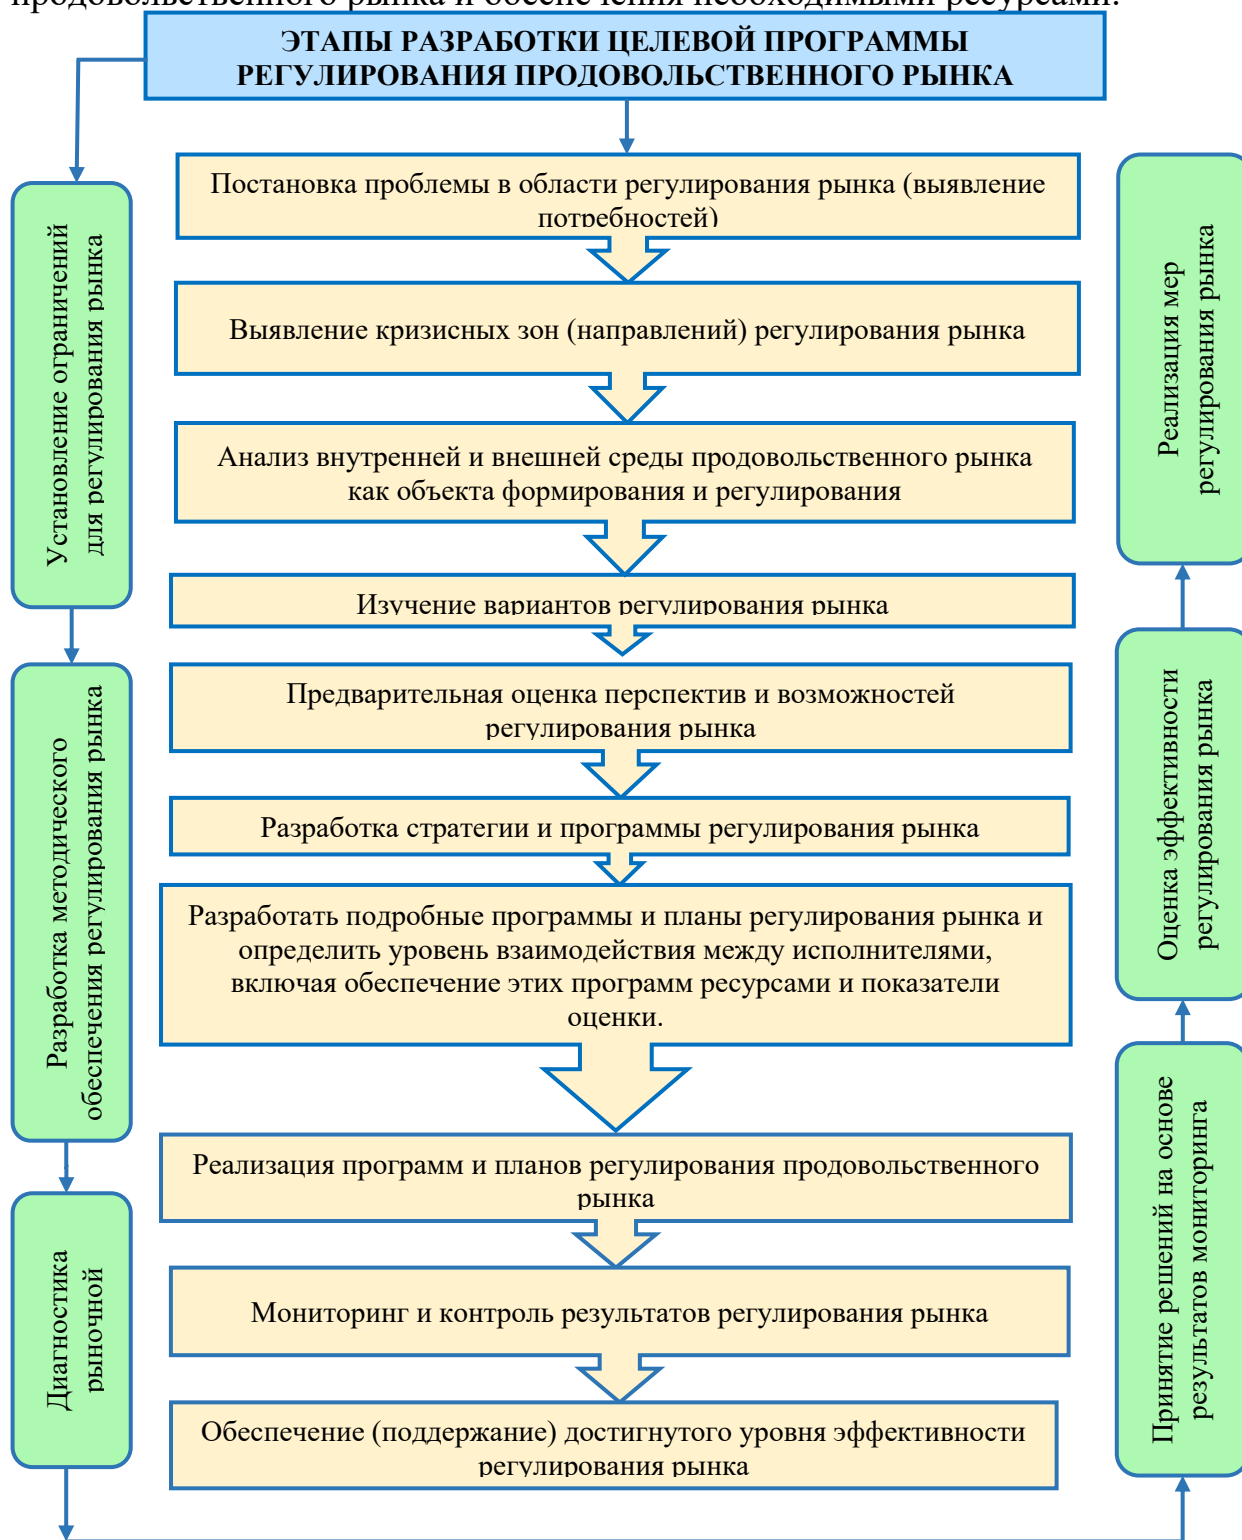 продовольственного рынка и обеспечения необходимыми ресурсами.
ЭТАПЫ РАЗРАБОТКИ ЦЕЛЕВОЙ ПРОГРАММЫ
РЕГУЛИРОВАНИЯ ПРОДОВОЛЬСТВЕННОГО РЫНКА
Постановка проблемы в области регулирования рынка (выявление
потребностей)
Выявление кризисных зон (направлений) регулирования рынка
Анализ внутренней и внешней среды продовольственного рынка
как объекта формирования и регулирования
Изучение вариантов регулирования рынка
Предварительная оценка перспектив и возможностей
регулирования рынка
Разработка стратегии и программы регулирования рынка
Разработать подробные программы и планы регулирования рынка и
определить уровень взаимодействия между исполнителями,
включая обеспечение этих программ ресурсами и показатели
оценки.
Реализация программ и планов регулирования продовольственного
рынка
Мониторинг и контроль результатов регулирования рынка
Обеспечение (поддержание) достигнутого уровня эффективности
регулирования рынка
Установление ограничений
для регулирования рынка
Разработка методического
обеспечения регулирования рынка
Диагностика
рыночной
Реализация мер
регулирования рынка
Оценка эффективности
регулирования рынка
Принятие решений на основе
результатов мониторинга